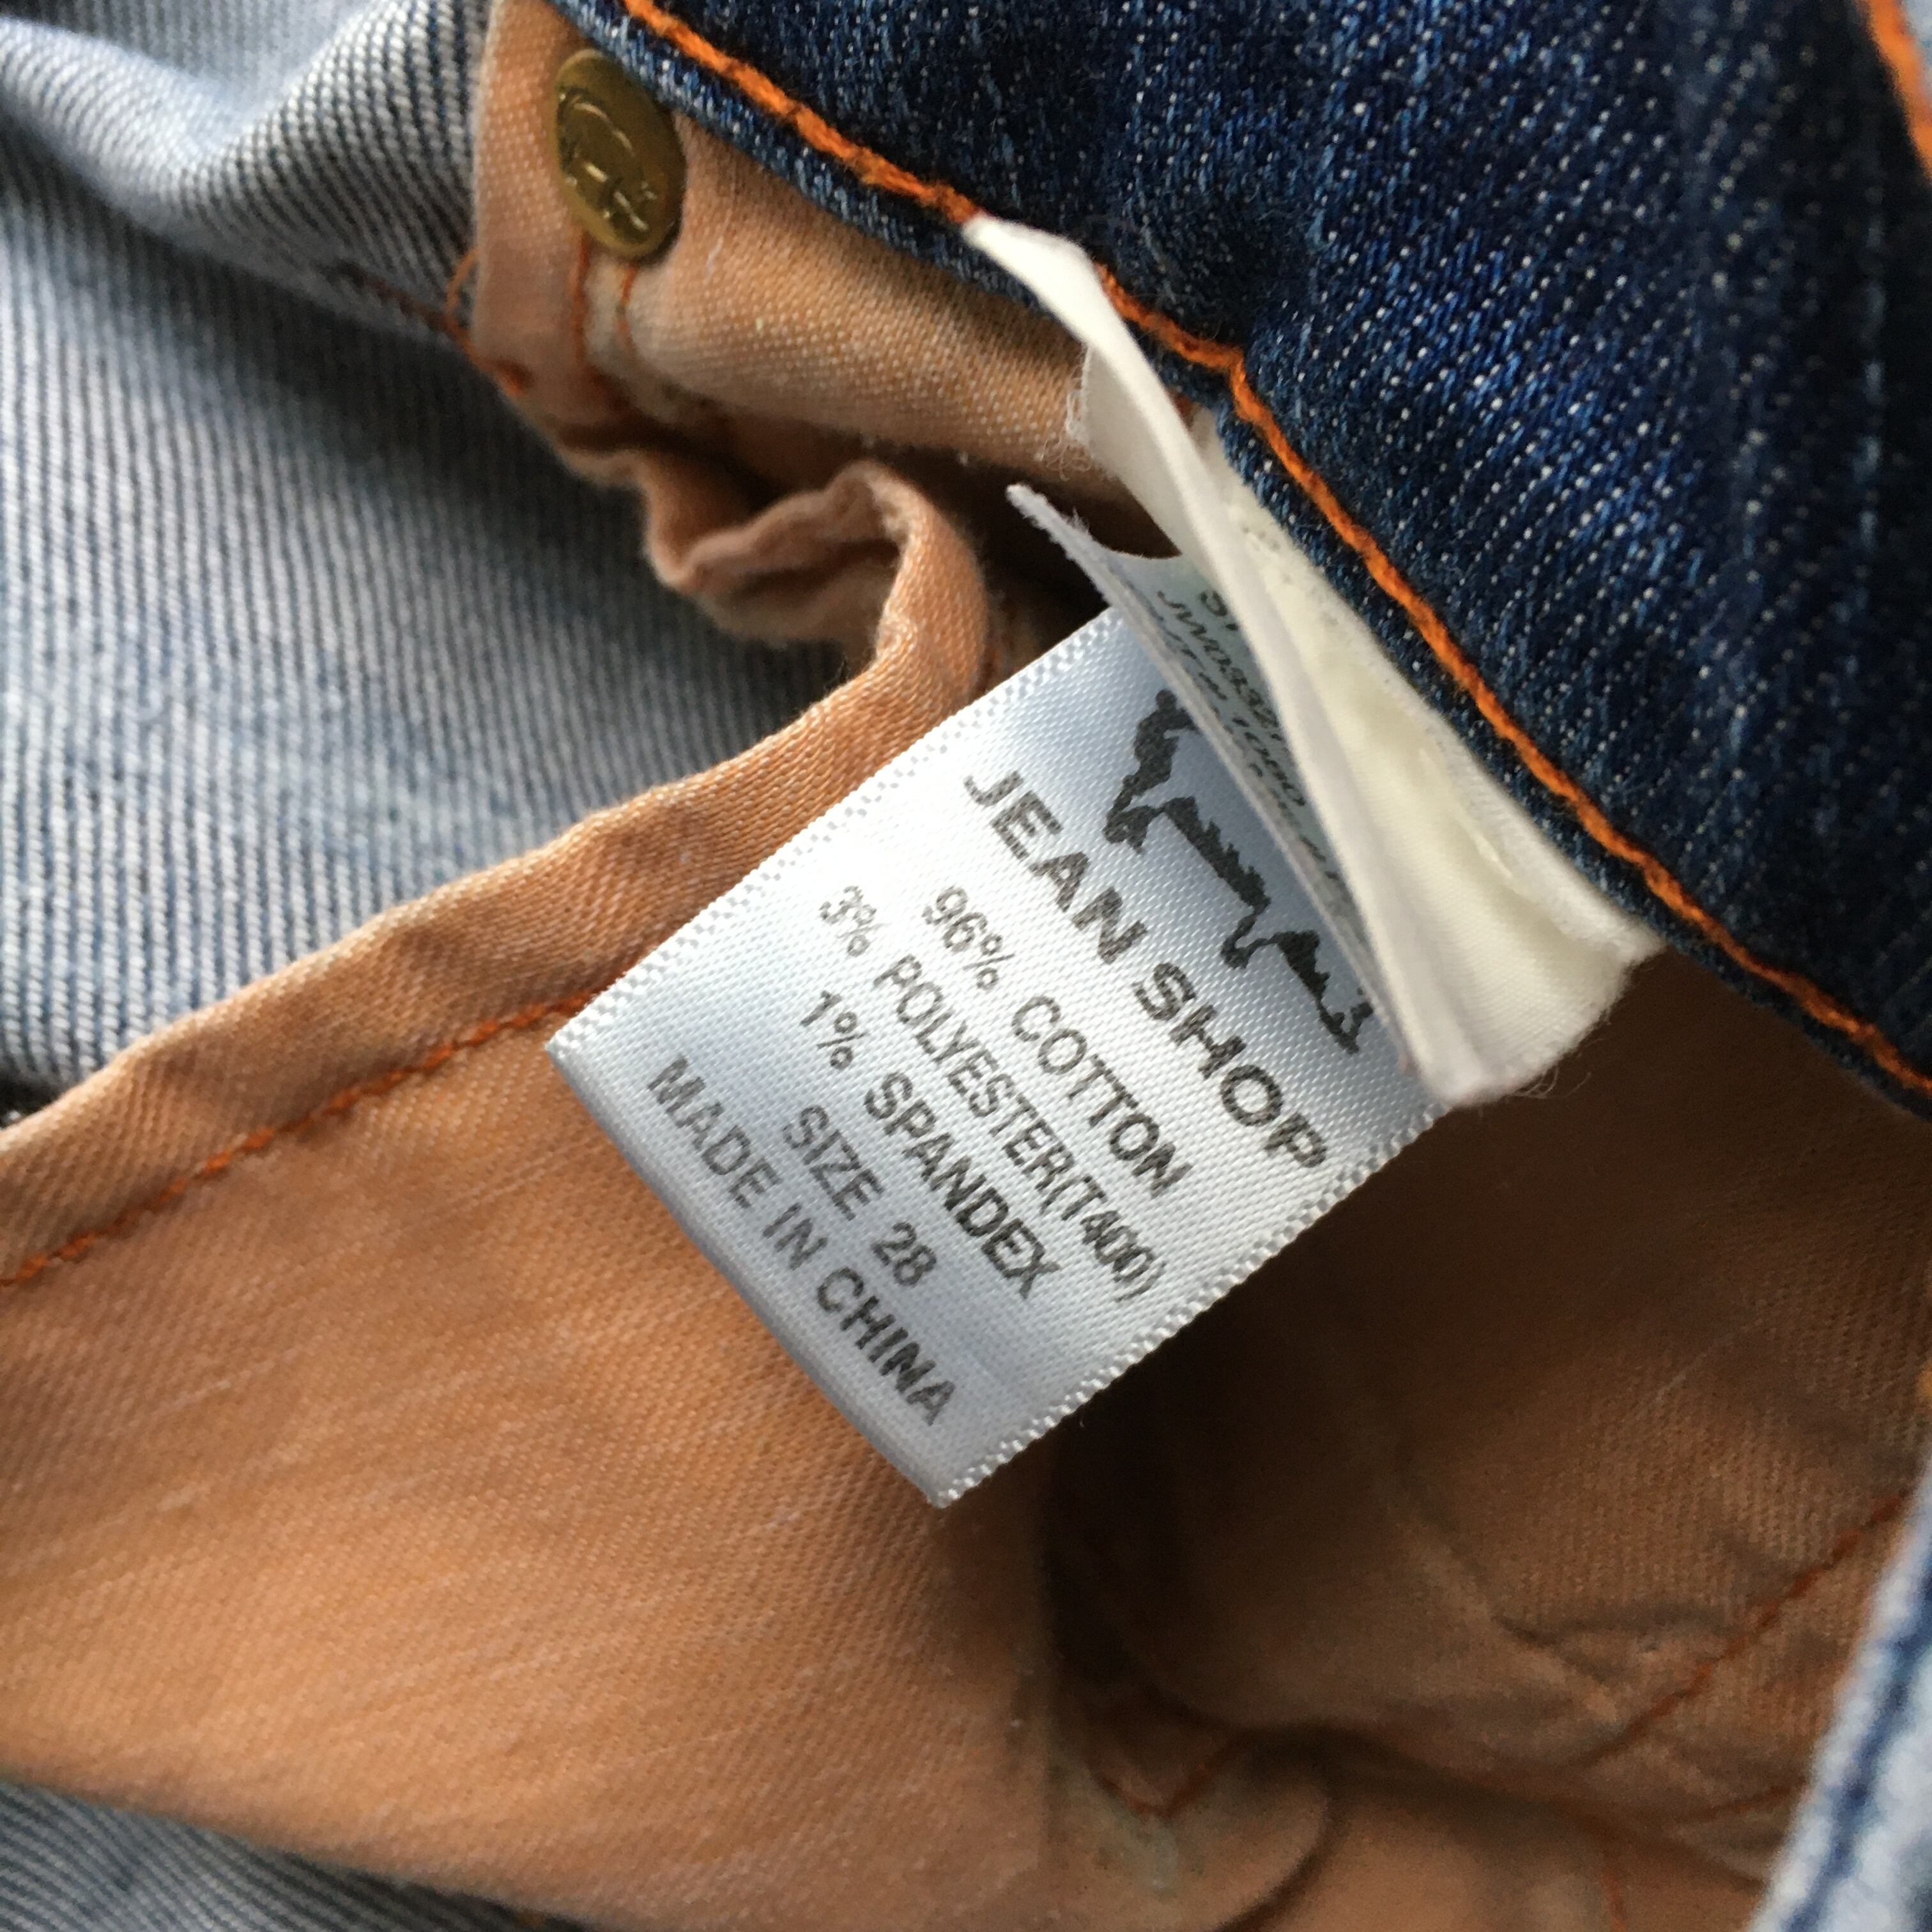 JEAN SHOP
96% COTTON
3% POLYESTER(T400)
1% SPANDEX
SIZE 28
MADE IN CHINA